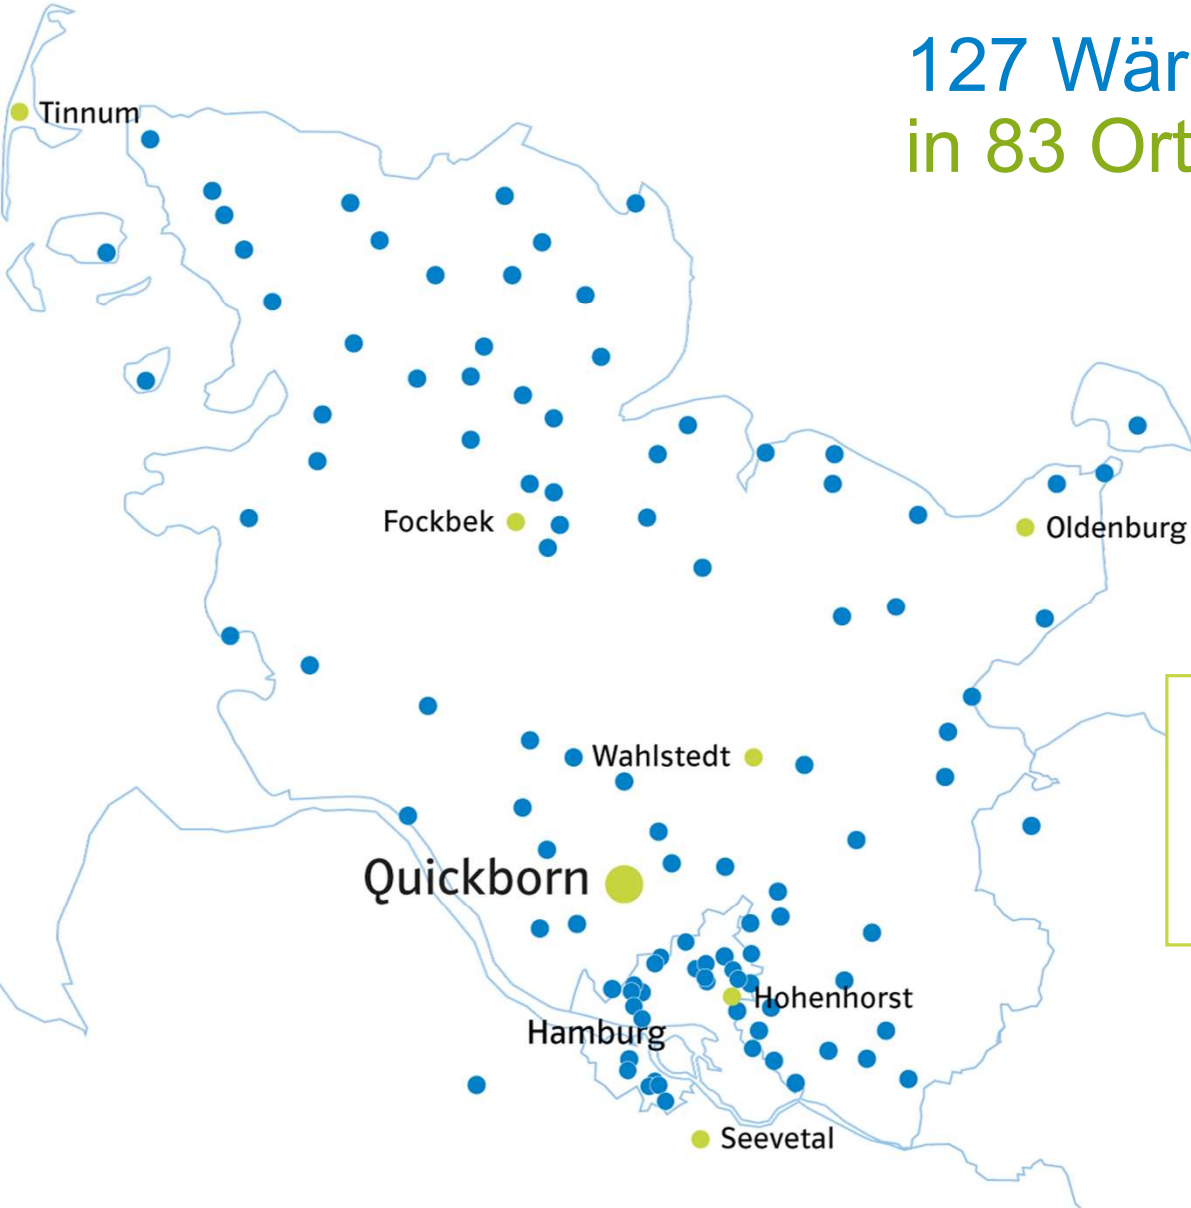 127 Wär
in 83 Ort
Tinnum
Fockbek
Oldenburg
Wahlstedt
Quickborn
Hohenhorst
Hamburg
Seevetal